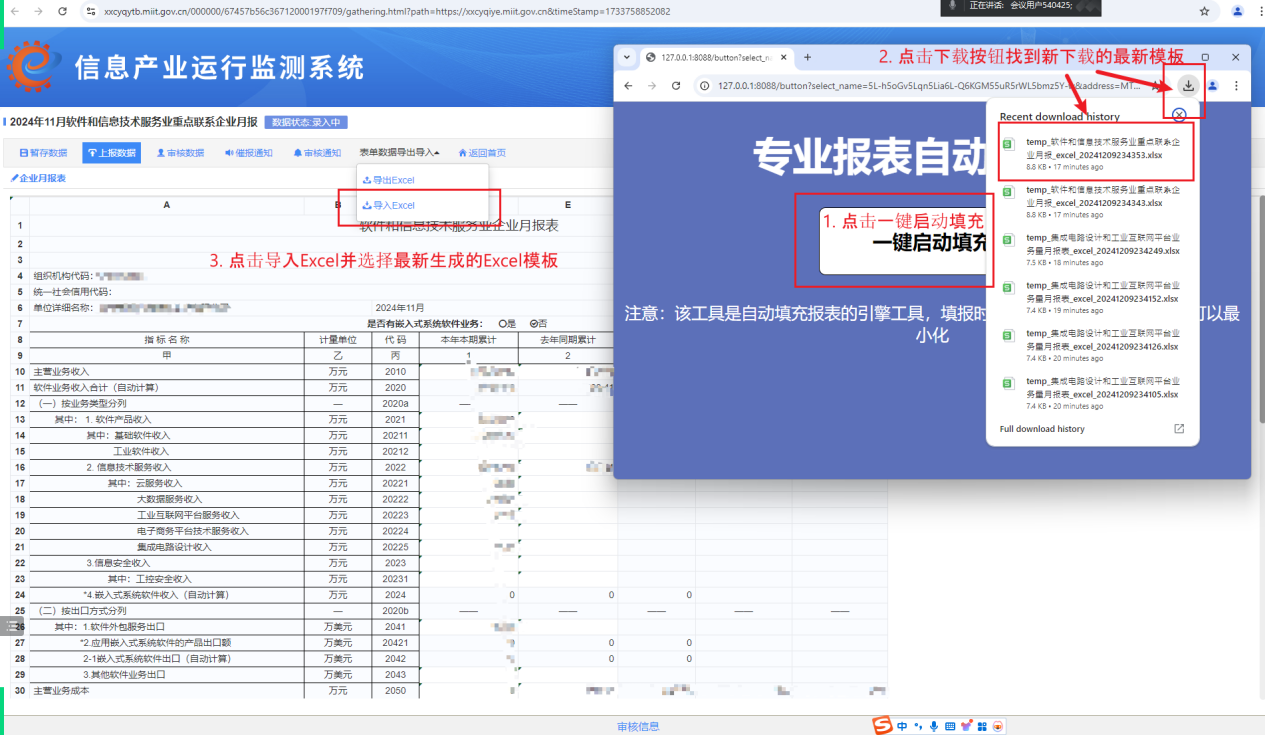 xxcyqytb.miit.gov.cn/000000/67457b56c36712000197f709/gathering.html?path=https://xxcyqiye.miit.gov.cn&timeStamp=1733758852082
正在讲话: 会议用户540425;
信息产业运行监测系统
2024年11月软件和信息技术服务业重点联系企业月报 数据状态:录入中
暂存数据 上报数据 审核数据 催报通知 审核通知 表单数据导出导入 返回首页
导出Excel
导入Excel
企业月报表
A B E
1 软件和信息技术服务业企业月报表
2
3
3. 点击导入Excel并选择最新生成的Excel模板
4 组织机构代码:
5 统一社会信用代码:
6 单位详细名称: 2024年11月
7 是否有嵌入式系统软件业务: 是 否
8 指 标 名 称 计量单位 代 码 本年本期累计 去年同期累计
9 甲 乙 丙 1 2
10 主营业务收入 万元 2010
11 软件业务收入合计（自动计算） 万元 2020
12 （一）按业务类型分列 — 2020a —— ——
13 其中： 1. 软件产品收入 万元 2021
14 其中：基础软件收入 万元 20211
15 工业软件收入 万元 20212
16 2. 信息技术服务收入 万元 2022
17 其中：云服务收入 万元 20221
18 大数据服务收入 万元 20222
19 工业互联网平台服务收入 万元 20223
20 电子商务平台技术服务收入 万元 20224
21 集成电路设计收入 万元 20225
22 3.信息安全收入 万元 2023
23 其中：工控安全收入 万元 20231
24 *4.嵌入式系统软件收入（自动计算） 万元 2024 0 0 0
25 （二）按出口方式分列 — 2020b —— —— —— —— ——
26 其中：1.软件外包服务出口 万美元 2041
27 *2.应用嵌入式系统软件的产品出口额 万美元 20421 0 0
28 2-1嵌入式系统软件出口（自动计算） 万美元 2042 0 0
29 3.其他软件业务出口 万美元 2043
30 主营业务成本 万元 2050
审核信息
127.0.0.1:8088/button?select_n
2. 点击下载按钮找到新下载的最新模板
127.0.0.1:8088/button?select_name=5L-h5oGv5Lqn5Lia6L-Q6KGM55uR5rWL5bmz5Y-
&address=MT...
专业报表自动
1. 点击一键启动填充
一键启动填充
注意：该工具是自动填充报表的引擎工具，填报时
可以最
小化
Recent download history
temp_软件和信息技术服务业重点联系企
业月报_excel_20241209234353.xlsx
8.8 KB • 17 minutes ago
temp_软件和信息技术服务业重点联系企
业月报_excel_20241209234343.xlsx
8.8 KB • 17 minutes ago
temp_集成电路设计和工业互联网平台业
务量月报表_excel_20241209234249.xlsx
7.5 KB • 18 minutes ago
temp_集成电路设计和工业互联网平台业
务量月报表_excel_20241209234152.xlsx
7.4 KB • 19 minutes ago
temp_集成电路设计和工业互联网平台业
务量月报表_excel_20241209234126.xlsx
7.4 KB • 20 minutes ago
temp_集成电路设计和工业互联网平台业
务量月报表_excel_20241209234105.xlsx
7.4 KB • 20 minutes ago
Full download history
中